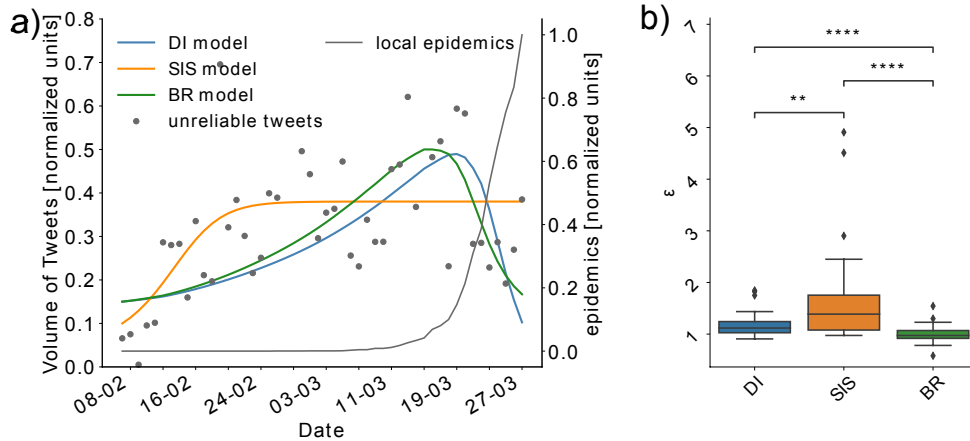 a)
0.8
0.7
0.6
0.5
0.4
0.3
0.2
0.1
0.0
Volume of Tweets [normalized units]
DI model
SIS model
BR model
unreliable tweets
local epidemics
1.0
0.8
0.6
0.4
0.2
0.0
epidemics [normalized units]
08-02
16-02
24-02
03-03
11-03
19-03
27-03
Date
b)
7
6
5
4
3
2
1
ε
****
****
**
DI
SIS
BR